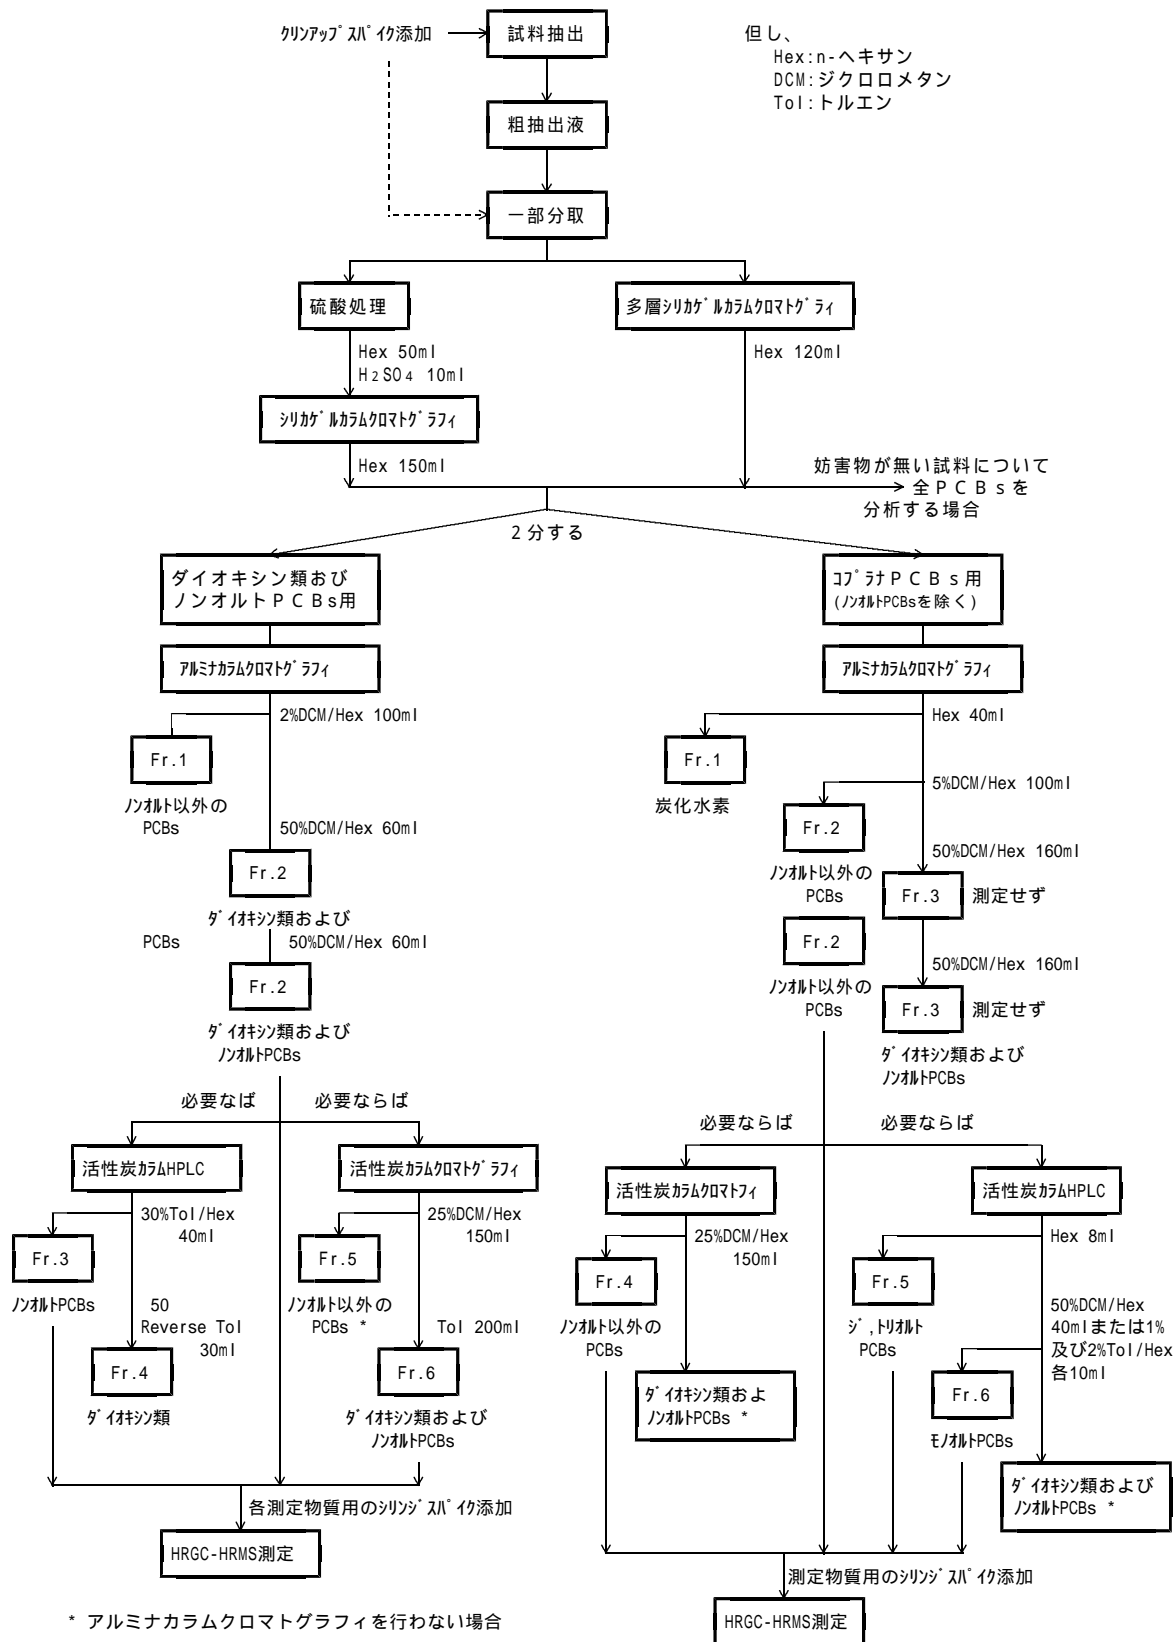 クリンアップスパイク添加
試料抽出
但し、
Hex:n-ヘキサン
DCM:ジクロロメタン
Tol:トルエン
粗抽出液
一部分取
硫酸処理
多層シリカゲルカラムクロマトグラフィ
Hex 50ml
H2SO4 10ml
Hex 120ml
シリカゲルカラムクロマトグラフィ
Hex 150ml
妨害物が無い試料について
全PCBsを
分析する場合
2分する
ダイオキシン類および
ノンオルトPCBs用
コプラナPCBs用
(ノンオルトPCBsを除く)
アルミナカラムクロマトグラフィ
アルミナカラムクロマトグラフィ
2%DCM/Hex 100ml
Fr.1
ノンオルト以外の
PCBs
50%DCM/Hex 60ml
Fr.2
ダイオキシン類および
PCBs
50%DCM/Hex 60ml
Fr.2
ダイオキシン類および
ノンオルトPCBs
Hex 40ml
Fr.1
炭化水素
5%DCM/Hex 100ml
Fr.2
ノンオルト以外の
PCBs
50%DCM/Hex 160ml
Fr.3
測定せず
Fr.2
ノンオルト以外の
PCBs
50%DCM/Hex 160ml
Fr.3
測定せず
ダイオキシン類および
ノンオルトPCBs
必要なば
必要ならば
活性炭カラムHPLC
活性炭カラムクロマトグラフィ
30%Tol/Hex
40ml
Fr.3
ノンオルトPCBs
50
Reverse Tol
30ml
Fr.4
ダイオキシン類
25%DCM/Hex
150ml
Fr.5
ノンオルト以外の
PCBs *
Tol 200ml
Fr.6
ダイオキシン類および
ノンオルトPCBs
各測定物質用のシリンジスパイク添加
HRGC-HRMS測定
必要ならば
必要ならば
活性炭カラムクロマトフィ
活性炭カラムHPLC
25%DCM/Hex
150ml
Fr.4
ノンオルト以外の
PCBs
ダイオキシン類およ
ノンオルトPCBs *
Hex 8ml
Fr.5
ジ,トリオルト
PCBs
50%DCM/Hex
40mlまたは1%
及び2%Tol/Hex
各10ml
Fr.6
モノオルトPCBs
ダイオキシン類および
ノンオルトPCBs *
測定物質用のシリンジスパイク添加
HRGC-HRMS測定
* アルミナカラムクロマトグラフィを行わない場合